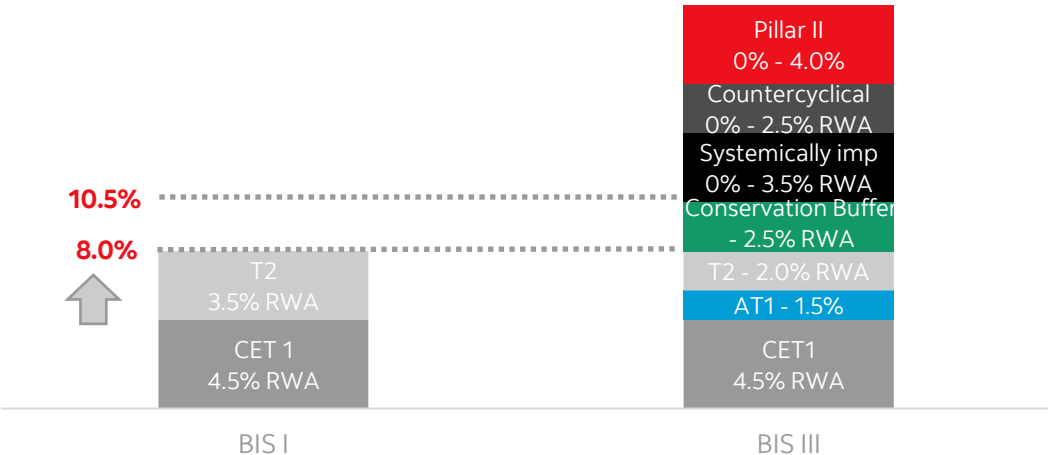 Pillar II
0% - 4.0%
Countercyclical
0% - 2.5% RWA
Systemically imp
0% - 3.5% RWA
10.5%
Conservation Buffer
- 2.5% RWA
8.0%
T2
3.5% RWA
T2 - 2.0% RWA
AT1 - 1.5%
CET 1
4.5% RWA
CET1
4.5% RWA
BIS I
BIS III